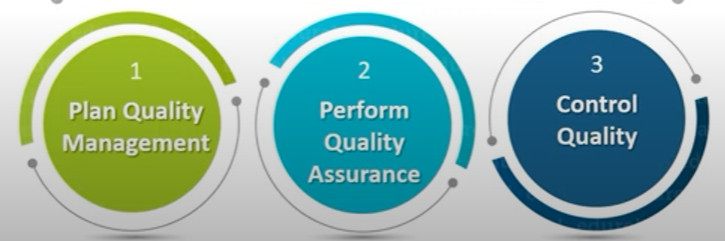 1
Plan Quality
Management
2
Perform
Quality
Assurance
3
Control
Quality